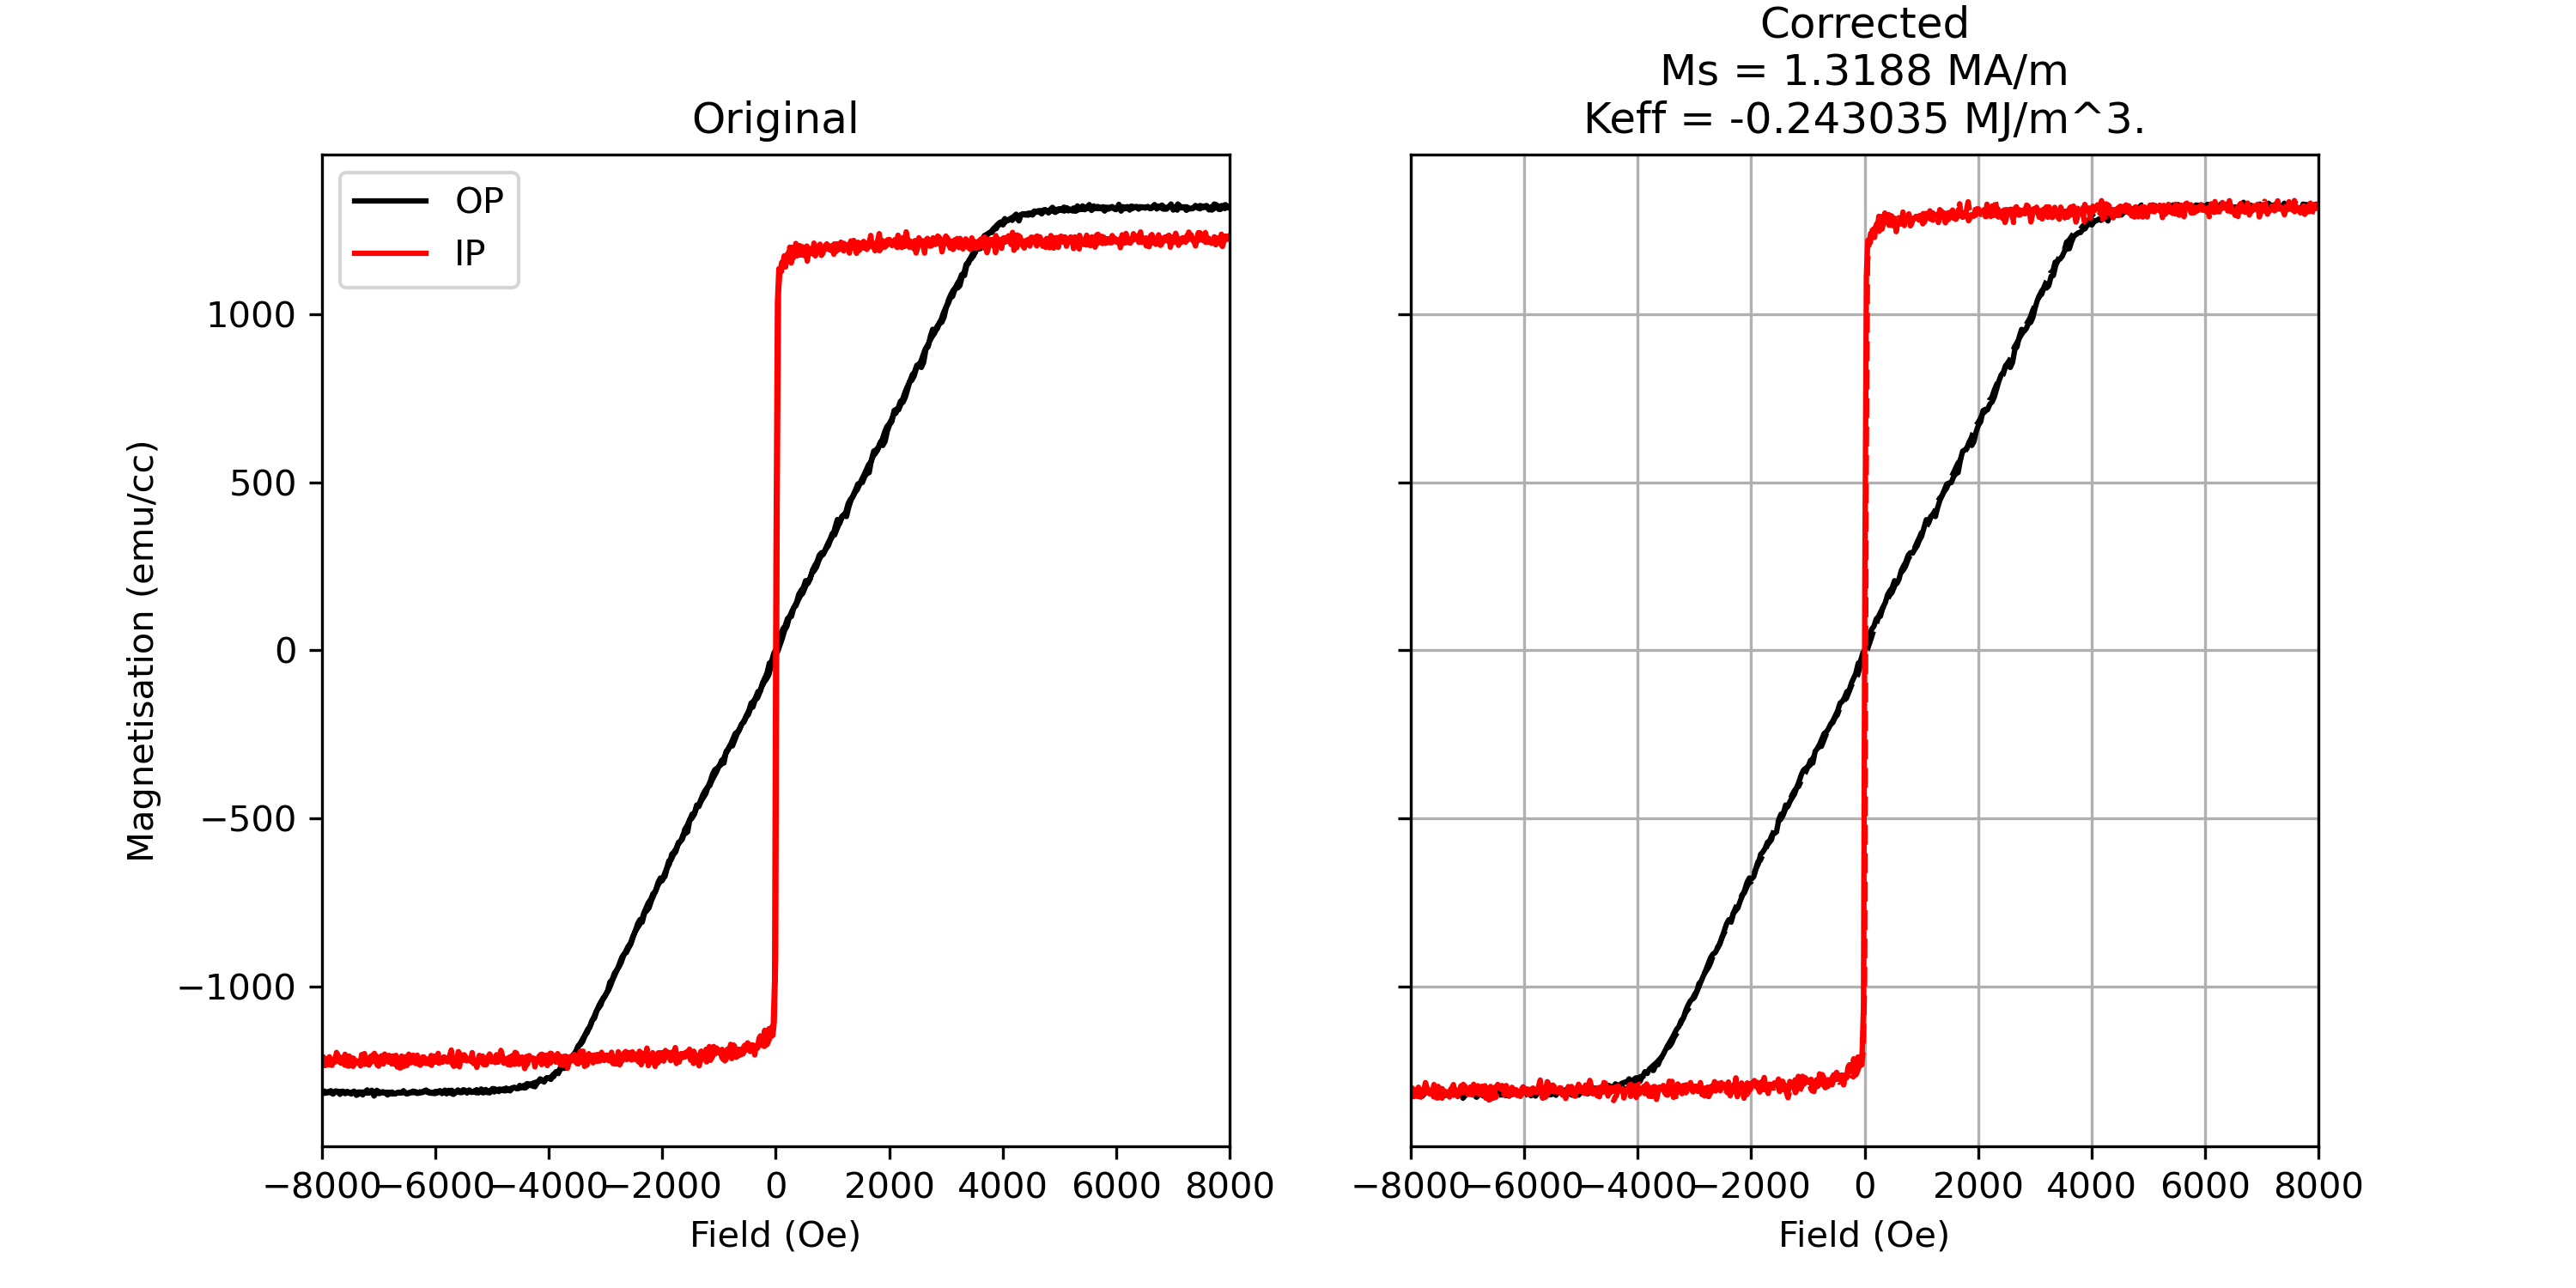 Original
OP
IP
1000
500
0
−500
−1000
Magnetisation (emu/cc)
−8000 −6000 −4000 −2000 0 2000 4000 6000 8000
Field (Oe)
Corrected
Ms = 1.3188 MA/m
Keff = -0.243035 MJ/m^3.
−8000 −6000 −4000 −2000 0 2000 4000 6000 8000
Field (Oe)